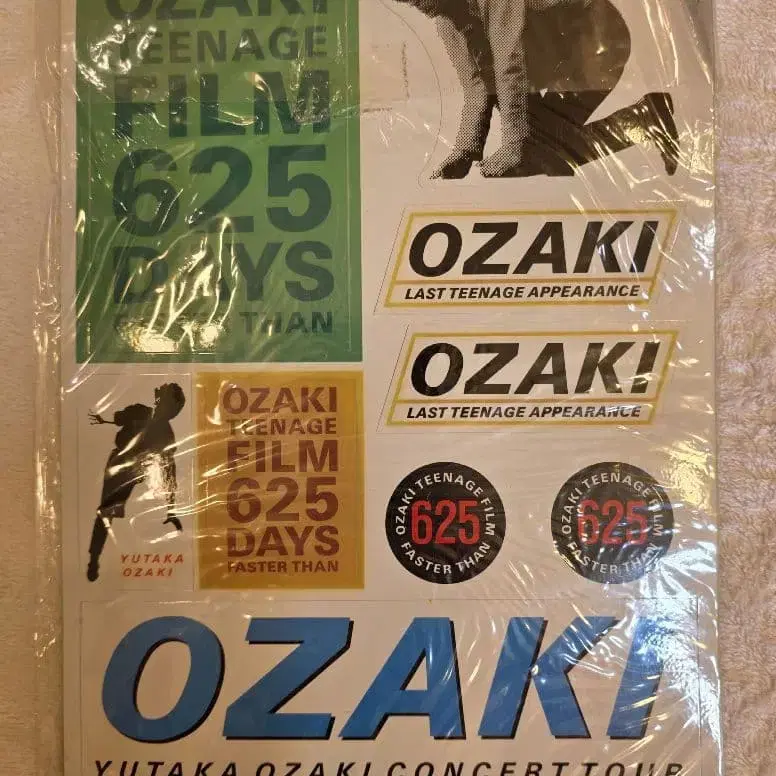 OZAKI
TEENAGE
FILM
625
DAYS
FASTER THAN
OZAKI
LAST TEENAGE APPEARANCE
OZAKI
LAST TEENAGE APPEARANCE
YUTAKA
OZAKI
OZAKI
TEENAGE
FILM
625
DAYS
FASTER THAN
OZAKI TEENAGE FILM
625
FASTER THAN
OZAKI TEENAGE FILM
625
FASTER THAN
OZAKI
YUTAKA OZAKI CONCERT TOUR